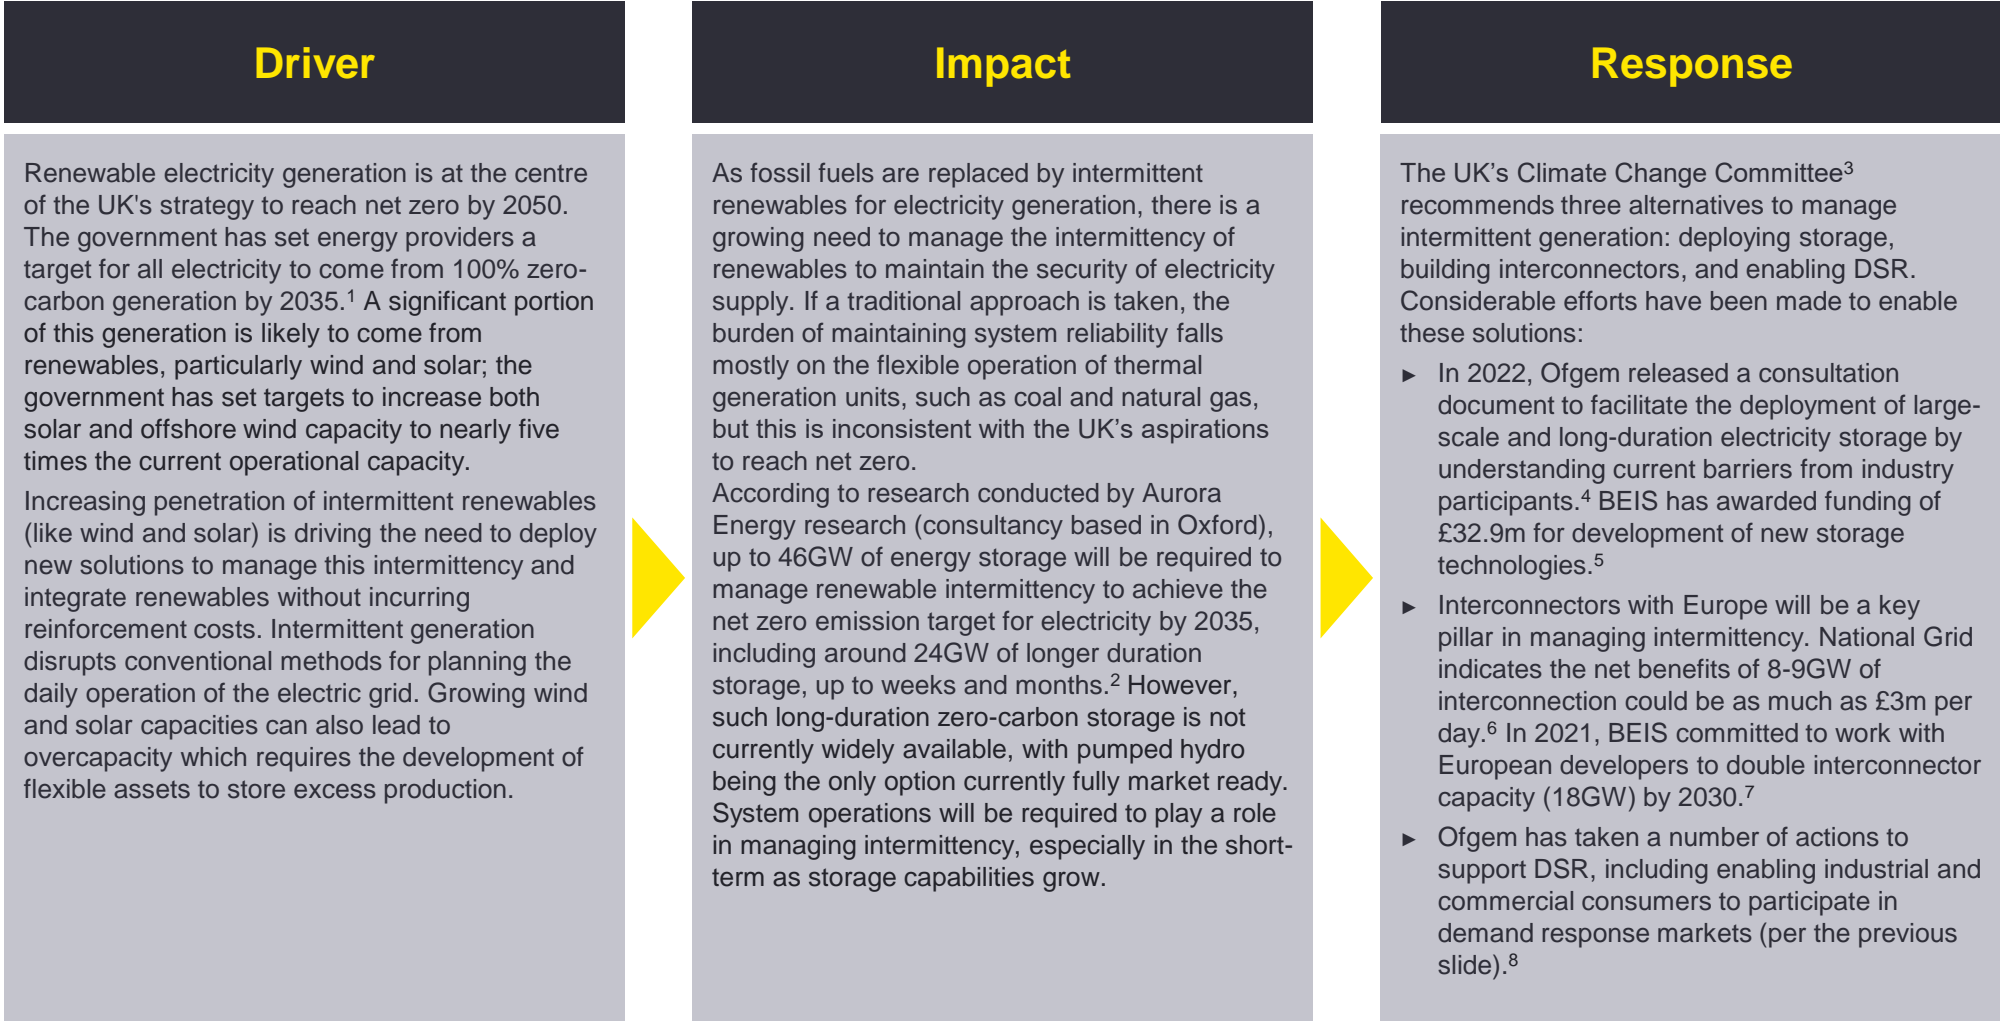 Driver
Renewable electricity generation is at the centre
of the UK's strategy to reach net zero by 2050.
The government has set energy providers a
target for all electricity to come from 100% zero-
carbon generation by 2035.1 A significant portion
of this generation is likely to come from
renewables, particularly wind and solar; the
government has set targets to increase both
solar and offshore wind capacity to nearly five
times the current operational capacity.
Increasing penetration of intermittent renewables
(like wind and solar) is driving the need to deploy
new solutions to manage this intermittency and
integrate renewables without incurring
reinforcement costs. Intermittent generation
disrupts conventional methods for planning the
daily operation of the electric grid. Growing wind
and solar capacities can also lead to
overcapacity which requires the development of
flexible assets to store excess production.
Impact
As fossil fuels are replaced by intermittent
renewables for electricity generation, there is a
growing need to manage the intermittency of
renewables to maintain the security of electricity
supply. If a traditional approach is taken, the
burden of maintaining system reliability falls
mostly on the flexible operation of thermal
generation units, such as coal and natural gas,
but this is inconsistent with the UK’s aspirations
to reach net zero.
According to research conducted by Aurora
Energy research (consultancy based in Oxford),
up to 46GW of energy storage will be required to
manage renewable intermittency to achieve the
net zero emission target for electricity by 2035,
including around 24GW of longer duration
storage, up to weeks and months.2 However,
such long-duration zero-carbon storage is not
currently widely available, with pumped hydro
being the only option currently fully market ready.
System operations will be required to play a role
in managing intermittency, especially in the short-
term as storage capabilities grow.
Response
The UK’s Climate Change Committee3
recommends three alternatives to manage
intermittent generation: deploying storage,
building interconnectors, and enabling DSR.
Considerable efforts have been made to enable
these solutions:
► In 2022, Ofgem released a consultation
document to facilitate the deployment of large-
scale and long-duration electricity storage by
understanding current barriers from industry
participants.4 BEIS has awarded funding of
£32.9m for development of new storage
technologies.5
► Interconnectors with Europe will be a key
pillar in managing intermittency. National Grid
indicates the net benefits of 8-9GW of
interconnection could be as much as £3m per
day.6 In 2021, BEIS committed to work with
European developers to double interconnector
capacity (18GW) by 2030.7
► Ofgem has taken a number of actions to
support DSR, including enabling industrial and
commercial consumers to participate in
demand response markets (per the previous
slide).8